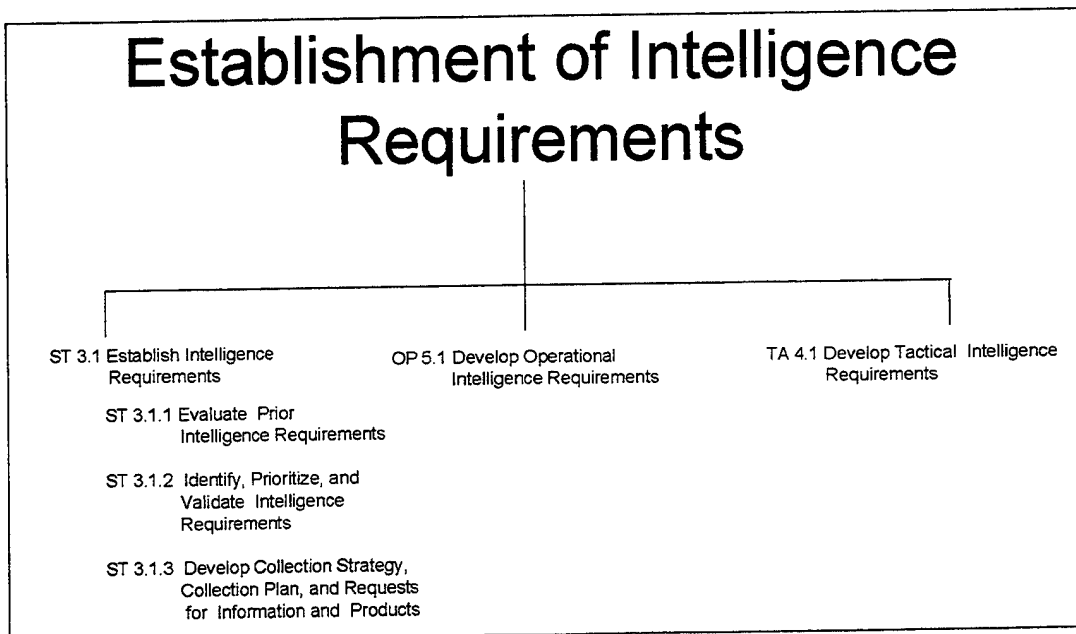 Establishment of Intelligence
Requirements
ST 3.1 Establish Intelligence
Requirements
ST 3.1.1 Evaluate Prior
Intelligence Requirements
ST 3.1.2 Identify, Prioritize, and
Validate Intelligence
Requirements
ST 3.1.3 Develop Collection Strategy,
Collection Plan, and Requests
for Information and Products
OP 5.1 Develop Operational
Intelligence Requirements
TA 4.1 Develop Tactical Intelligence
Requirements